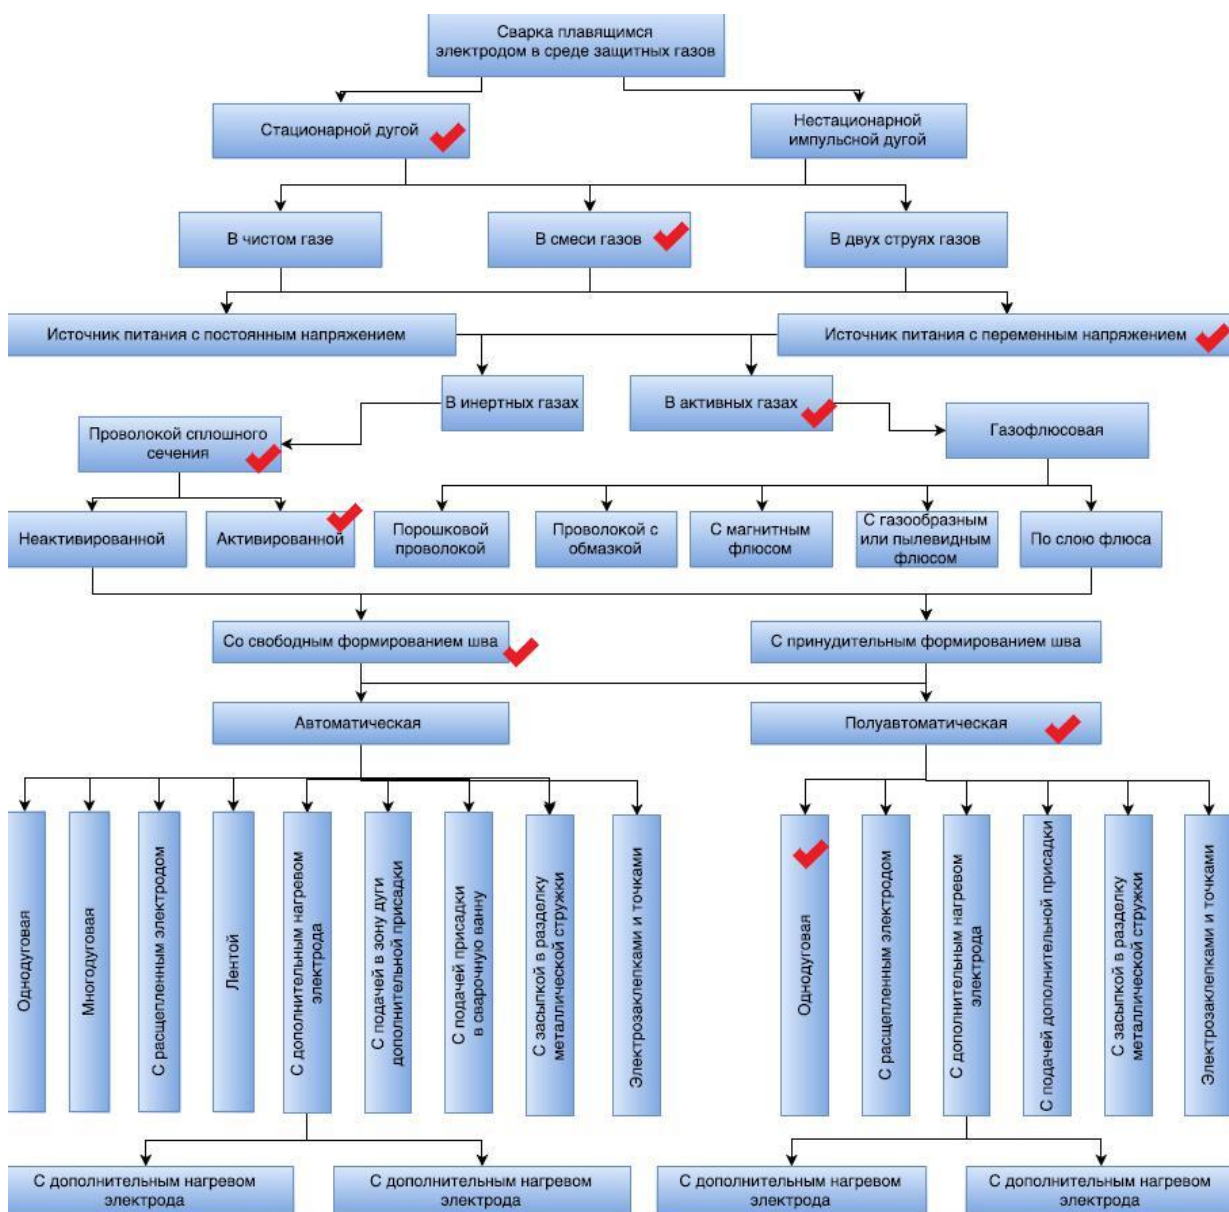 Сварка плавящимся
электродом в среде защитных газов
Стационарной дугой
Нестационарной
импульсной дугой
В чистом газе
В смеси газов
В двух струях газов
Источник питания с постоянным напряжением
Источник питания с переменным напряжением
В инертных газах
В активных газах
Проволокой сплошного
сечения
Газофлюсовая
Неактивированной
Активированной
Порошковой
проволокой
Проволокой с
обмазкой
С магнитным
флюсом
С газообразным
или пылевидным
флюсом
По слою флюса
Со свободным формированием шва
С принудительным формированием шва
Автоматическая
Полуавтоматическая
Однодуговая
Многодуговая
С расщепленным электродом
Лентой
С дополнительным нагревом
электрода
С подачей в зону дуги
дополнительной присадки
С подачей присадки
в сварочную ванну
С засыпкой в разделку
металлической стружки
Электрозаклепками и точками
Однодуговая
С расщепленным электродом
С дополнительным нагревом
электрода
С подачей дополнительной присадки
С засыпкой в разделку
металлической стружки
Электрозаклепками и точками
С дополнительным нагревом
электрода
С дополнительным нагревом
электрода
С дополнительным нагревом
электрода
С дополнительным нагревом
электрода